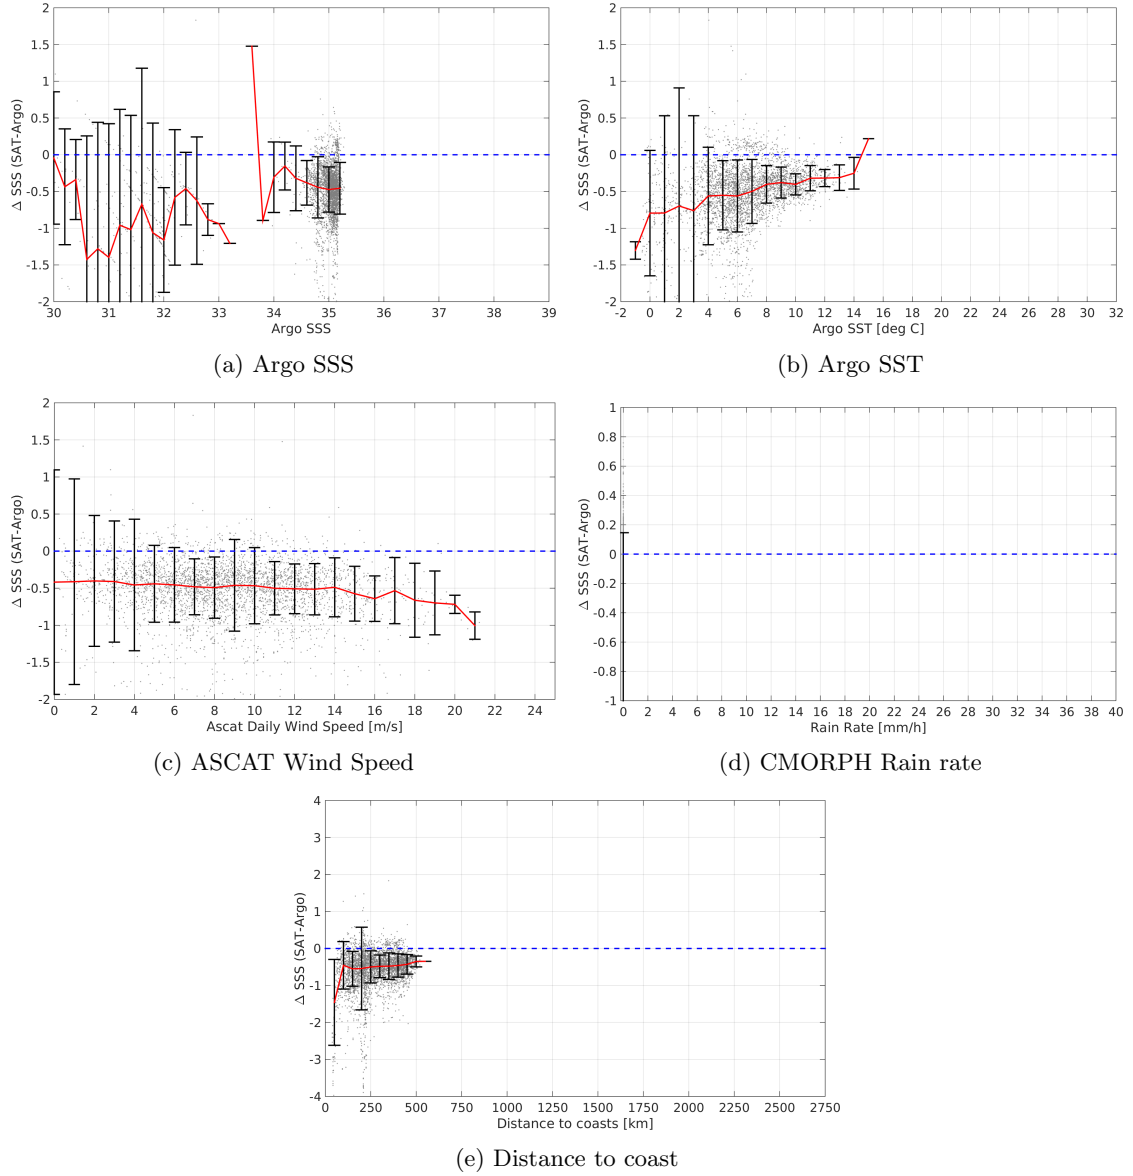 2
1.5
1
0.5
0
-0.5
-1
-1.5
-2
Δ SSS (SAT-Argo)
30 31 32 33 34 35 36 37 38 39
Argo SSS
(a) Argo SSS
2
1.5
1
0.5
0
-0.5
-1
-1.5
-2
Δ SSS (SAT-Argo)
-2 0 2 4 6 8 10 12 14 16 18 20 22 24 26 28 30 32
Argo SST [deg C]
(b) Argo SST
2
1.5
1
0.5
0
-0.5
-1
-1.5
-2
Δ SSS (SAT-Argo)
0 2 4 6 8 10 12 14 16 18 20 22 24
Ascat Daily Wind Speed [m/s]
(c) ASCAT Wind Speed
1
0.8
0.6
0.4
0.2
0
-0.2
-0.4
-0.6
-0.8
-1
Δ SSS (SAT-Argo)
0 2 4 6 8 10 12 14 16 18 20 22 24 26 28 30 32 34 36 38 40
Rain Rate [mm/h]
(d) CMORPH Rain rate
4
3
2
1
0
-1
-2
-3
-4
Δ SSS (SAT-Argo)
0 250 500 750 1000 1250 1500 1750 2000 2250 2500 2750
Distance to coasts [km]
(e) Distance to coast